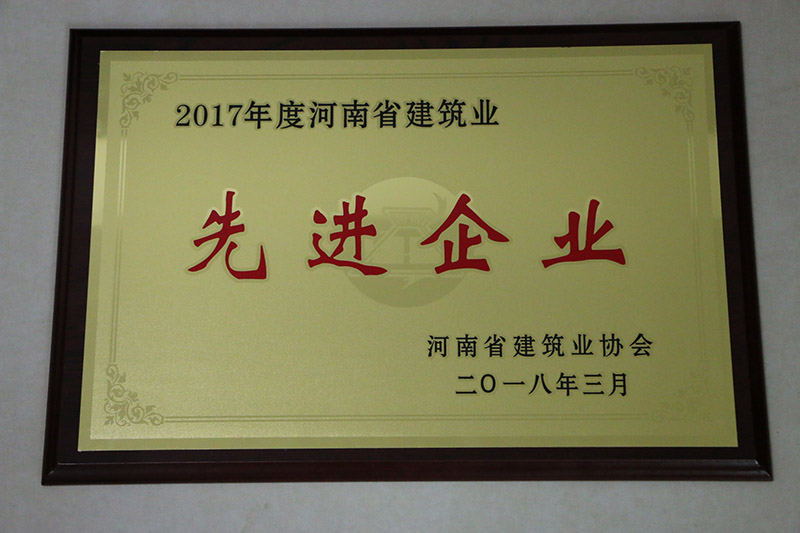 2017年度河南省建筑业
先进企业
河南省建筑业协会
二〇一八年三月